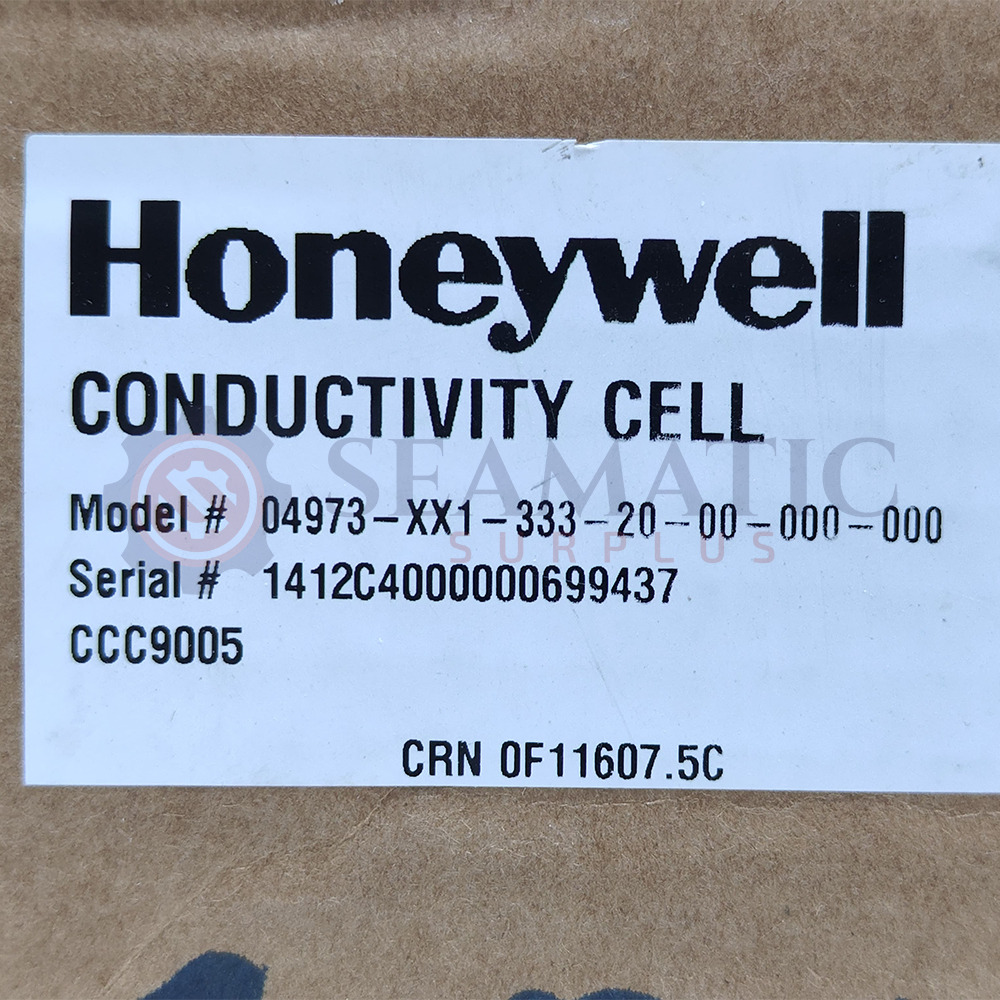 Honeywell
CONDUCTIVITY CELL
SEAMATIC
Model # 04973-XX1-333-20-00-000-000
SURPLUS
Serial # 1412C4000000699437
CCC9005
CRN 0F11607.5C